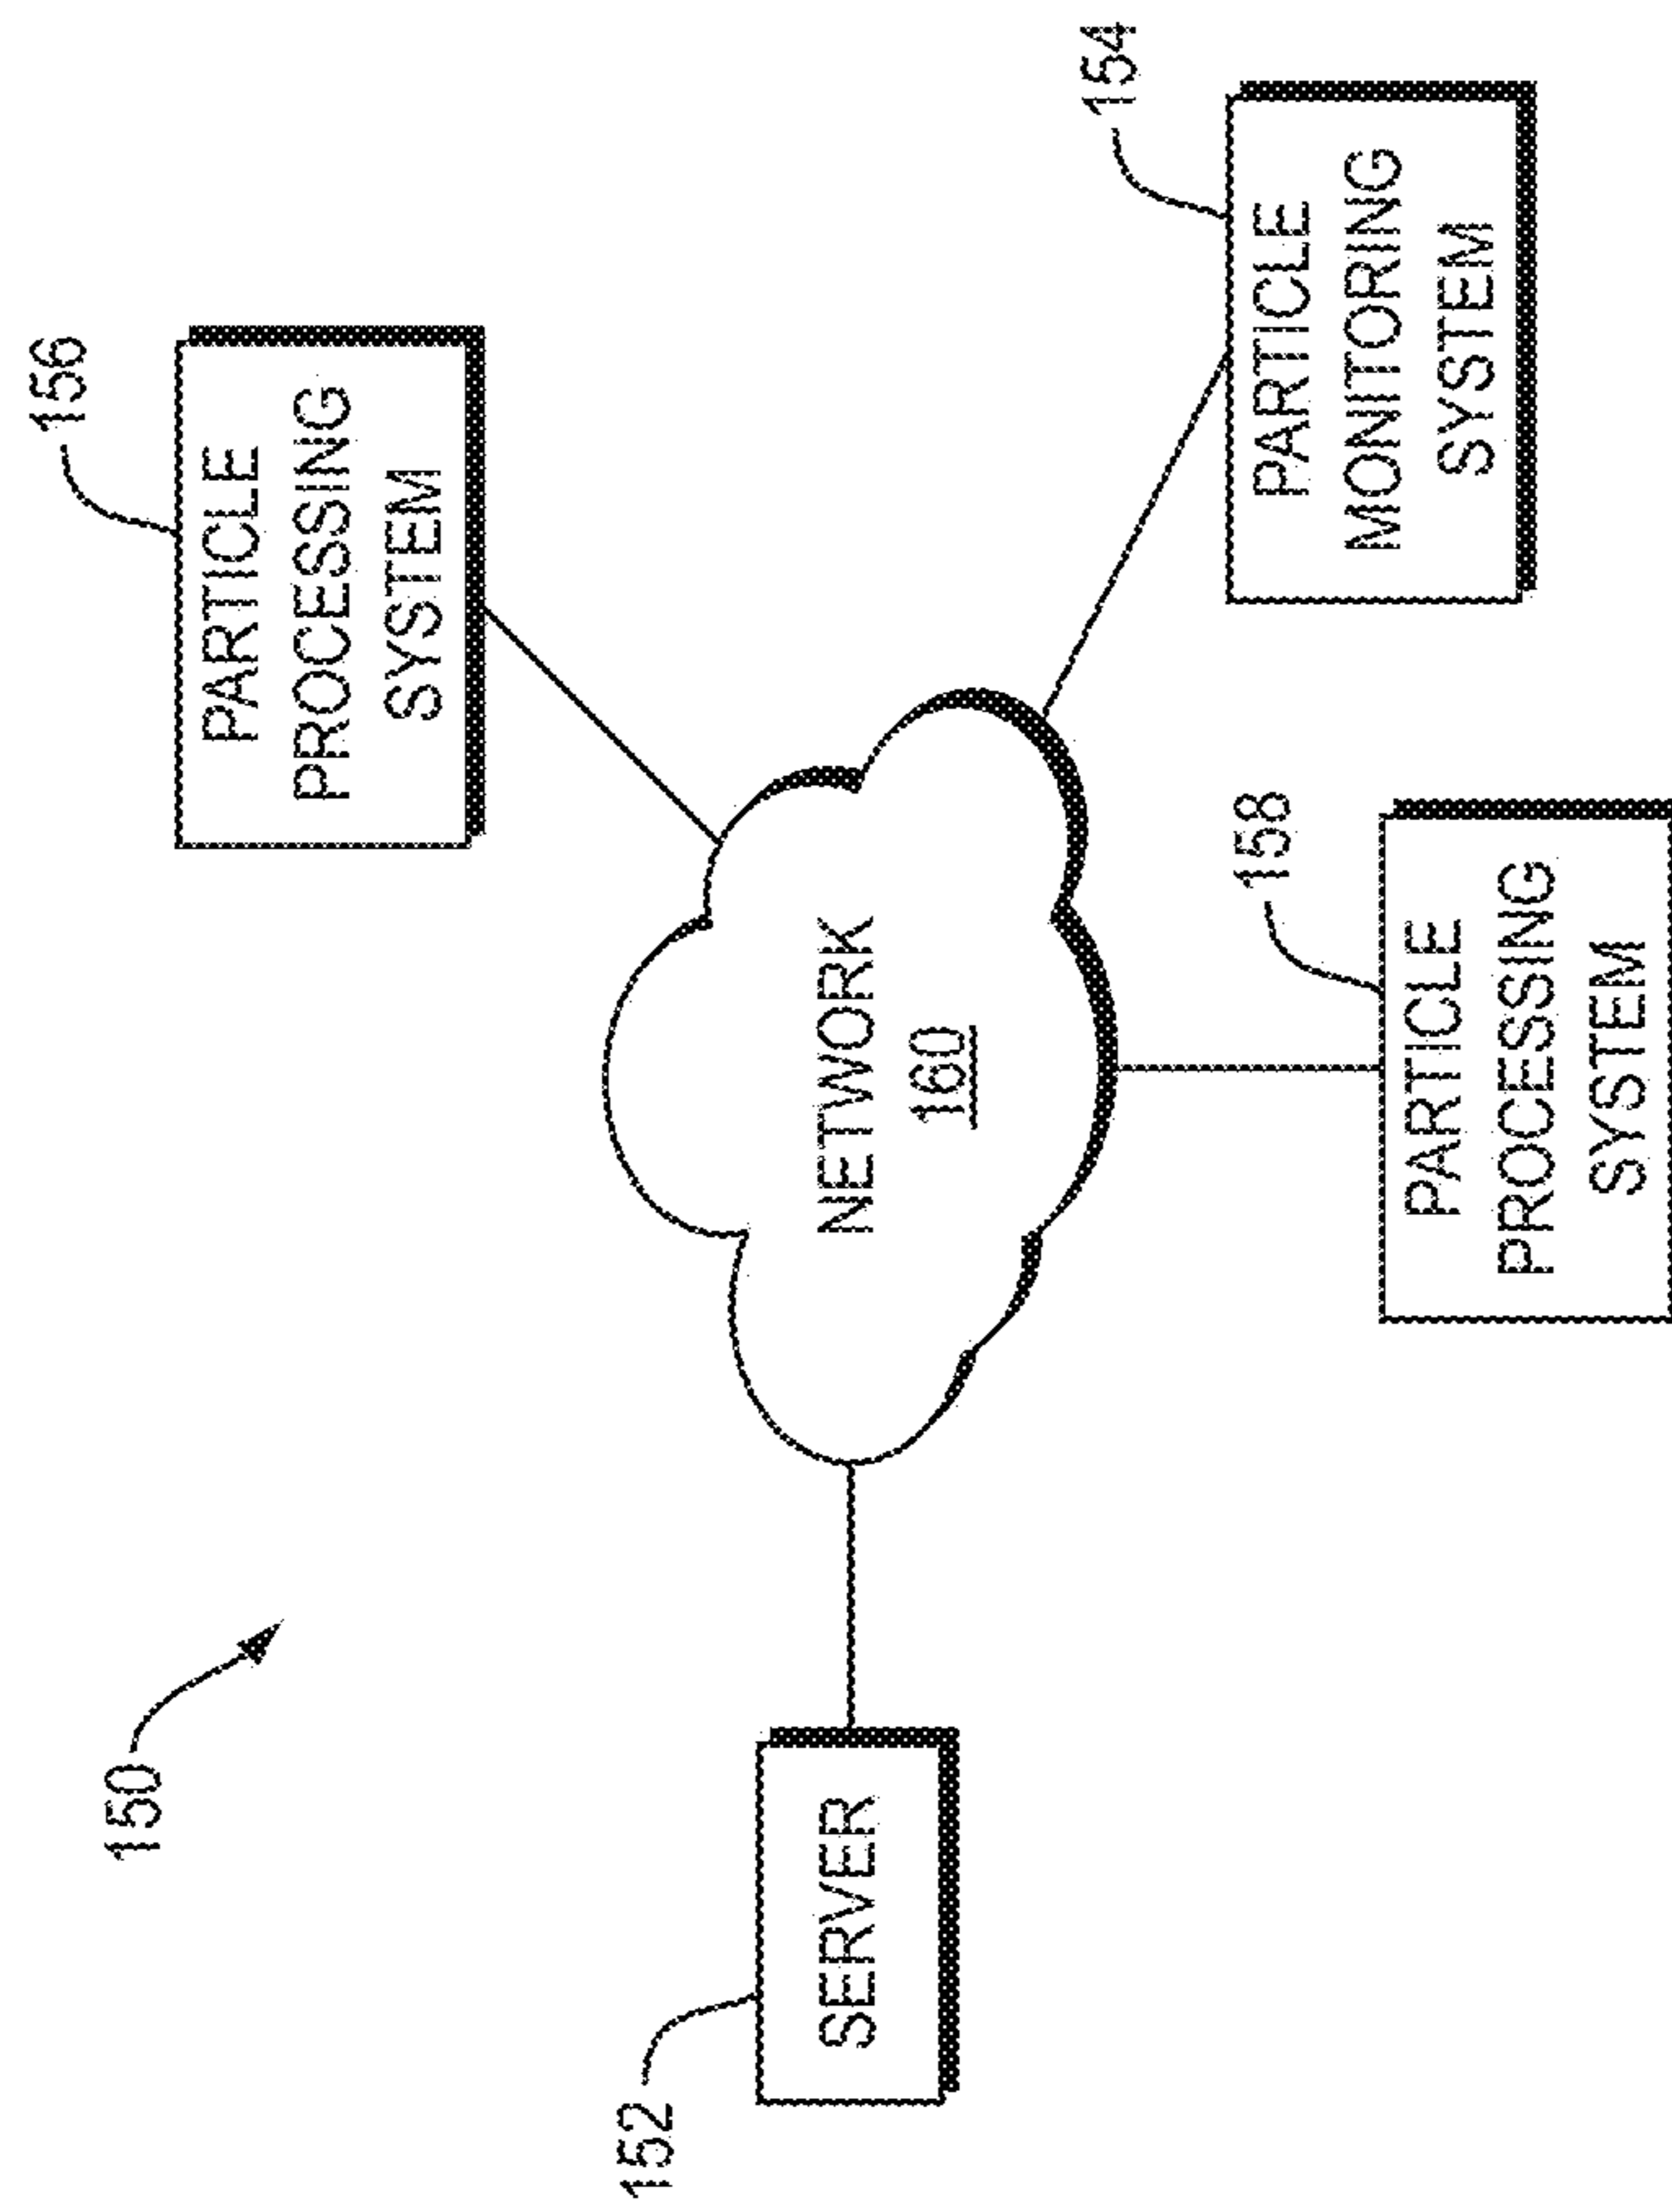 150
156
PARTICLE
PROCESSING
SYSTEM
152
SERVER
NETWORK
160
154
PARTICLE
MONITORING
SYSTEM
158
PARTICLE
PROCESSING
SYSTEM